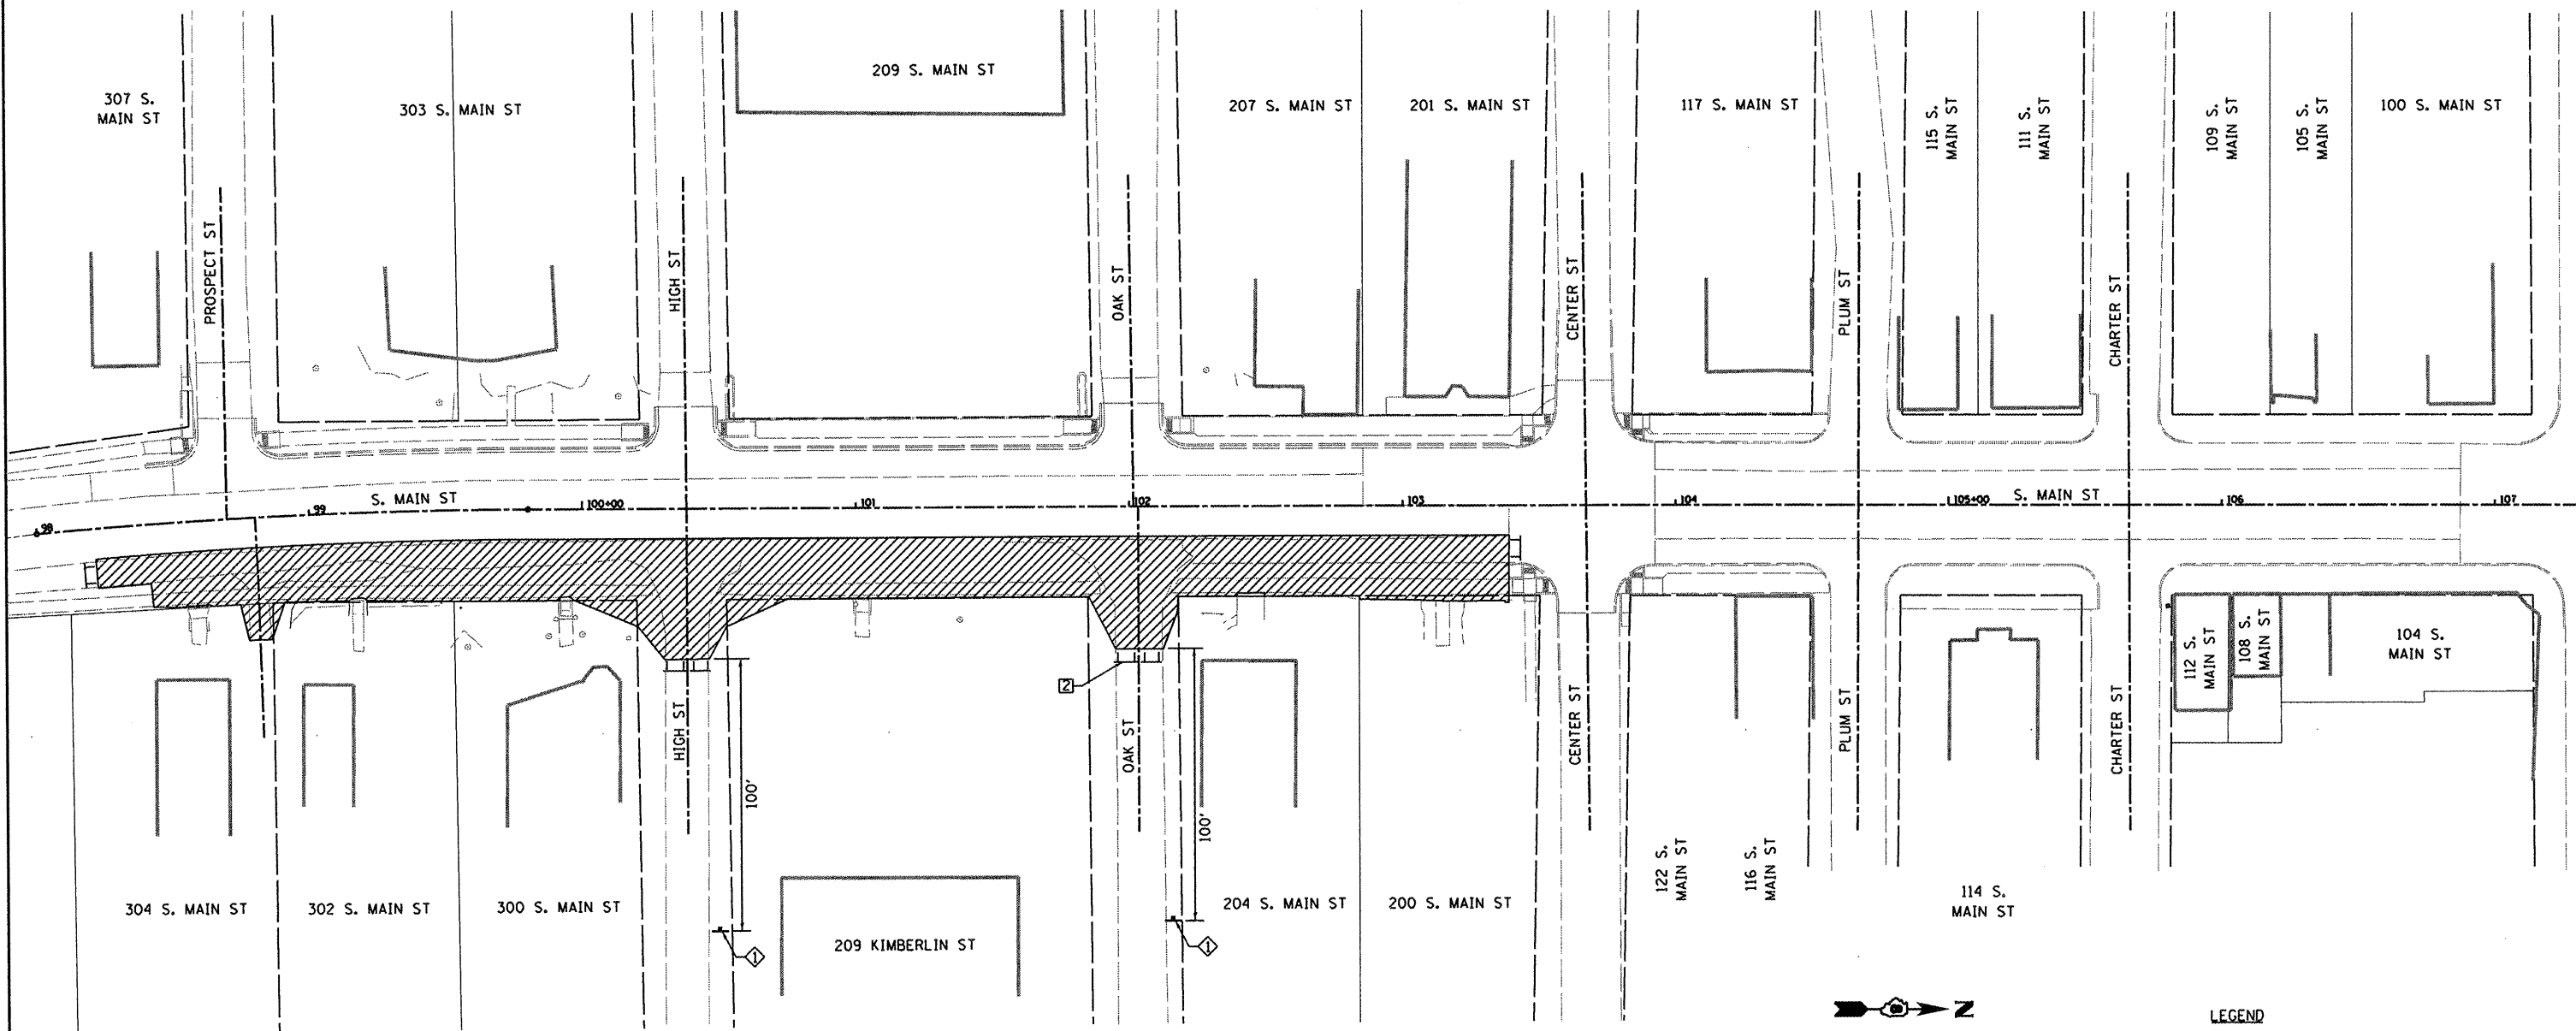 209 S. MAIN ST
307 S.
MAIN ST
303 S. MAIN ST
207 S. MAIN ST
201 S. MAIN ST
117 S. MAIN ST
115 S.
MAIN ST
111 S.
MAIN ST
109 S.
MAIN ST
105 S.
MAIN ST
100 S. MAIN ST
PROSPECT ST
HIGH ST
OAK ST
CENTER ST
PLUM ST
CHARTER ST
98
99
S. MAIN ST
100+00
101
102
103
104
105+00
S. MAIN ST
106
107
112 S.
MAIN ST
108 S.
MAIN ST
104 S.
MAIN ST
2
HIGH ST
100'
OAK ST
100'
CENTER ST
PLUM ST
CHARTER ST
304 S. MAIN ST
302 S. MAIN ST
300 S. MAIN ST
209 KIMBERLIN ST
1
204 S. MAIN ST
1
200 S. MAIN ST
122 S.
MAIN ST
116 S.
MAIN ST
114 S.
MAIN ST
N
LEGEND